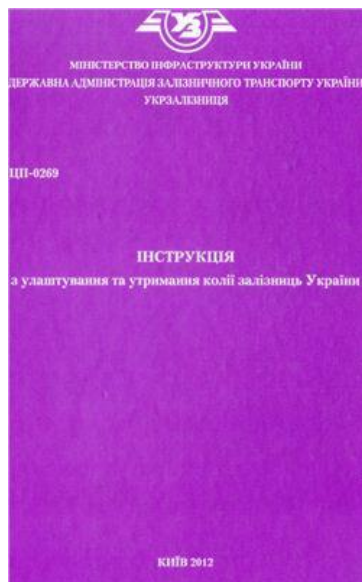 УЗ
МІНІСТЕРСТВО ІНФРАСТРУКТУРИ УКРАЇНИ
ДЕРЖАВНА АДМІНІСТРАЦІЯ ЗАЛІЗНИЧНОГО ТРАНСПОРТУ УКРАЇНИ
УКРЗАЛІЗНИЦЯ
ЦП-0269
ІНСТРУКЦІЯ
з улаштування та утримання колії залізниць України
КИЇВ 2012